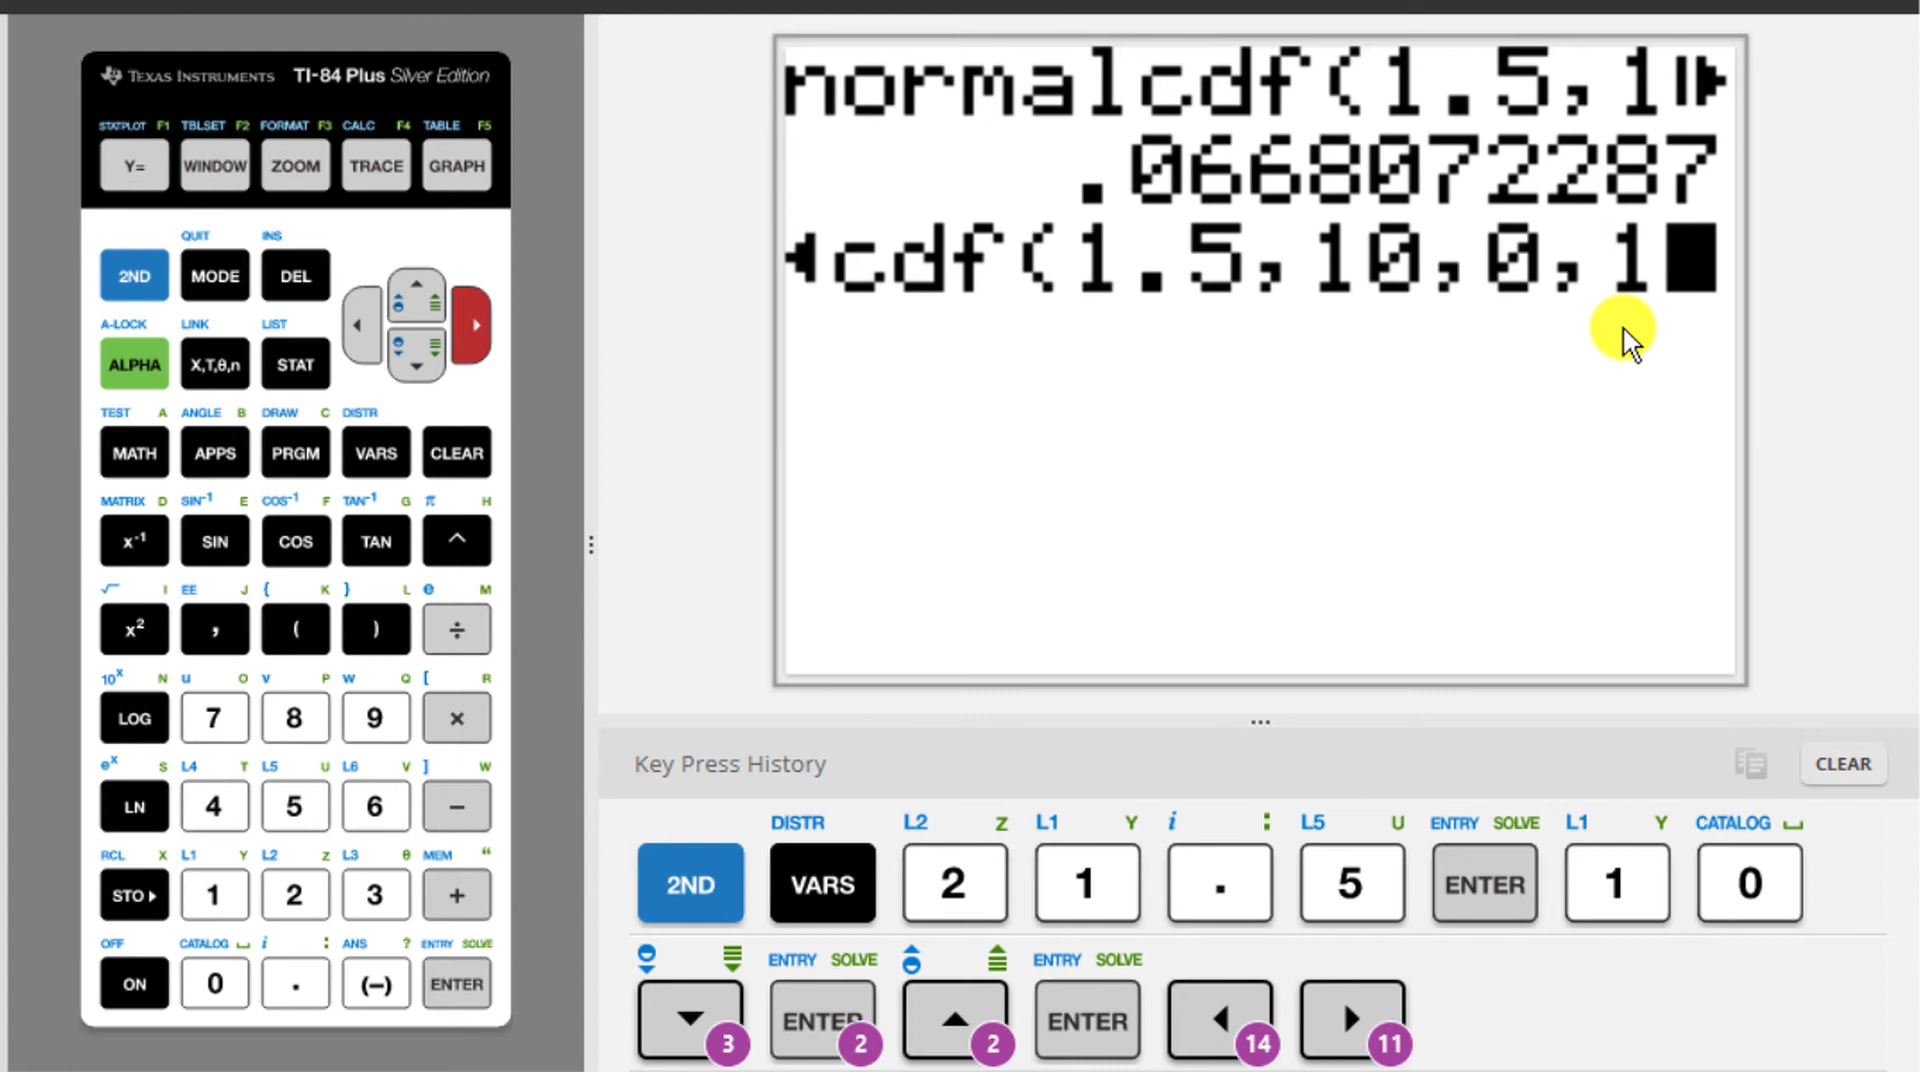 TEXAS INSTRUMENTS TI-84 Plus Silver Edition
STATPLOT F1 TBLSET F2 FORMAT F3 CALC F4 TABLE F5
Y= WINDOW ZOOM TRACE GRAPH
QUIT INS
2ND MODE DEL
A-LOCK LINK LIST
ALPHA X,T,θ,n STAT
TEST A ANGLE B DRAW C DISTR
MATH APPS PRGM VARS CLEAR
MATRIX D SIN⁻¹ E COS⁻¹ F TAN⁻¹ G π H
x⁻¹ SIN COS TAN ^
√ I EE J { K } L e M
x² , ( ) ÷
10ˣ N u O v P w Q [ R
LOG 7 8 9 ×
eˣ S L4 T L5 U L6 V ] W
LN 4 5 6 −
RCL X L1 Y L2 Z L3 θ MEM “
STO▸ 1 2 3 +
OFF CATALOG ⎵ i : ANS ? ENTRY SOLVE
ON 0 . (−) ENTER
normalcdf(1.5,1
.0668072287
cdf(1.5,10,0,1
Key Press History
CLEAR
DISTR L2 Z L1 Y i : L5 U ENTRY SOLVE L1 Y CATALOG ⎵
2ND VARS 2 1 . 5 ENTER 1 0
ENTRY SOLVE ENTRY SOLVE
ENTER ENTER
3 2 2 14 11